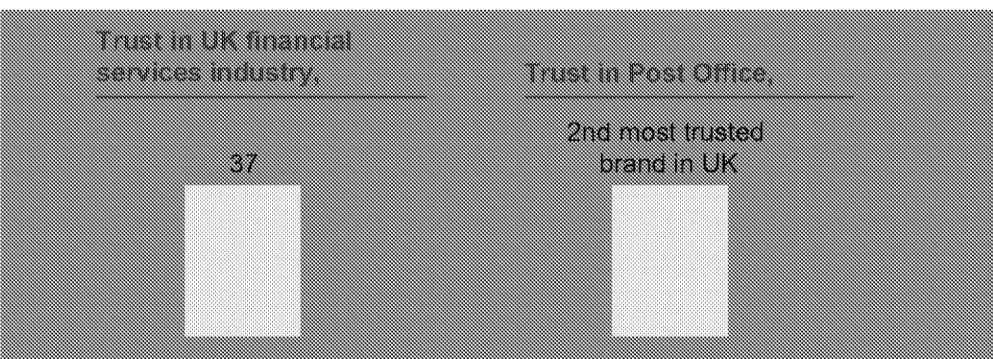 Trust in UK financial
services industry,
37
Trust in Post Office,
2nd most trusted
brand in UK